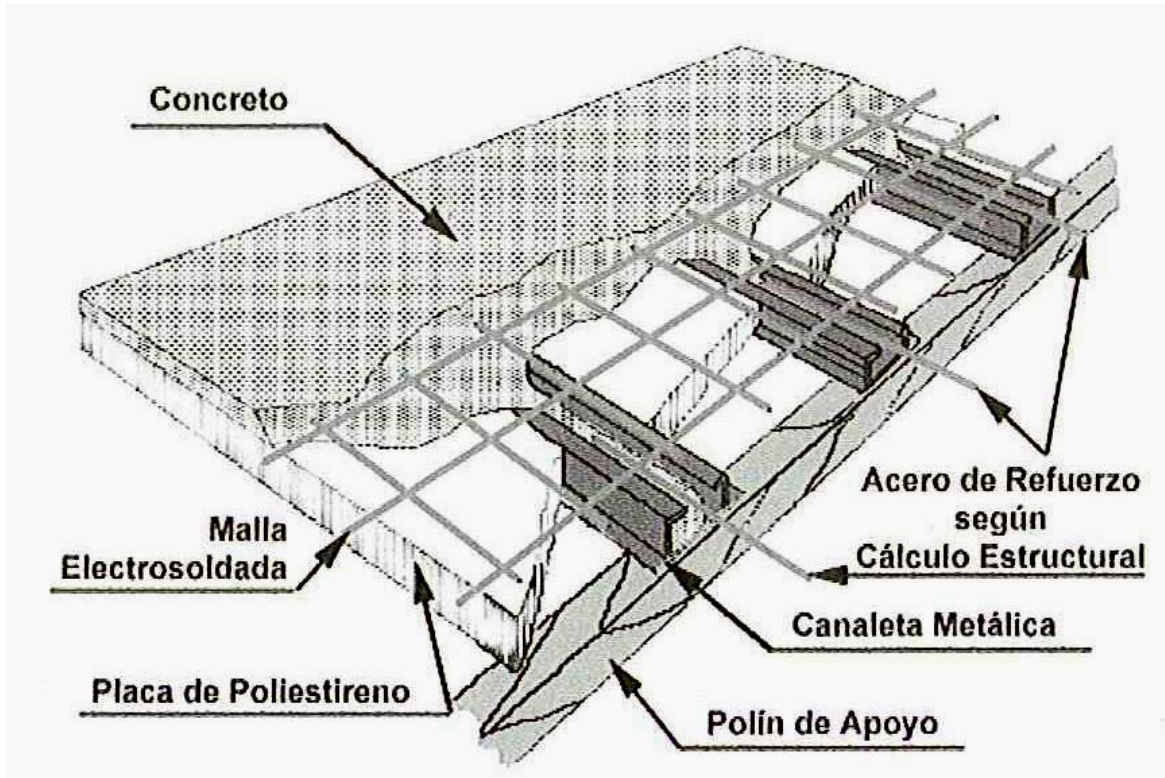 Concreto
Malla
Electrosoldada
Placa de Poliestireno
Acero de Refuerzo
según
Cálculo Estructural
Canaleta Metálica
Polín de Apoyo